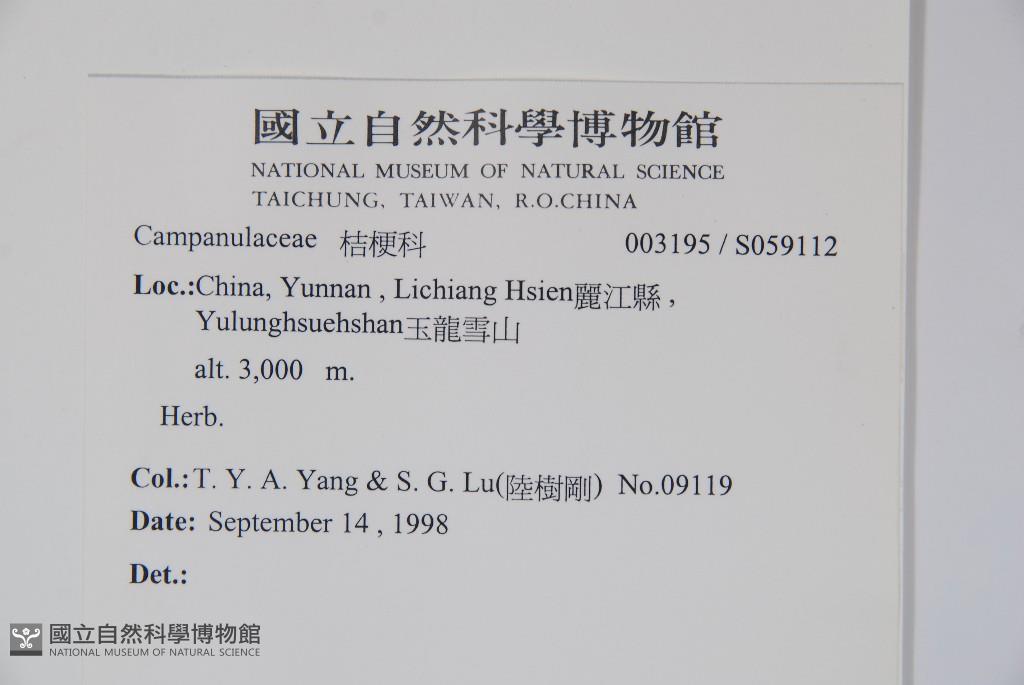 國立自然科學博物館
NATIONAL MUSEUM OF NATURAL SCIENCE
TAICHUNG, TAIWAN, R.O.CHINA
Campanulaceae 桔梗科 003195 / S059112
Loc.:China, Yunnan , Lichiang Hsien麗江縣 ,
Yulunghsuehshan玉龍雪山
alt. 3,000 m.
Herb.
Col.:T. Y. A. Yang & S. G. Lu(陸樹剛) No.09119
Date: September 14 , 1998
Det.:
國立自然科學博物館
NATIONAL MUSEUM OF NATURAL SCIENCE